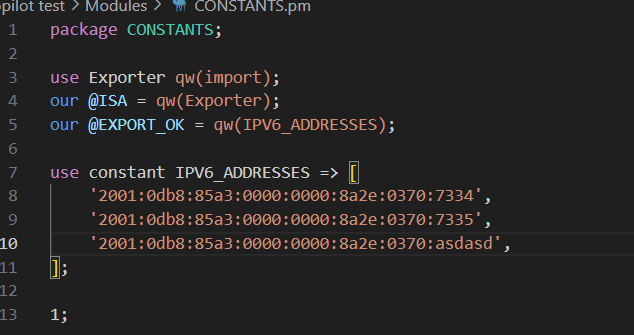 opilot test > Modules > CONSTANTS.pm
1 package CONSTANTS;
2
3 use Exporter qw(import);
4 our @ISA = qw(Exporter);
5 our @EXPORT_OK = qw(IPV6_ADDRESSES);
6
7 use constant IPV6_ADDRESSES => [
8     '2001:0db8:85a3:0000:0000:8a2e:0370:7334',
9     '2001:0db8:85a3:0000:0000:8a2e:0370:7335',
10     '2001:0db8:85a3:0000:0000:8a2e:0370:asdasd',
11 ];
12
13 1;